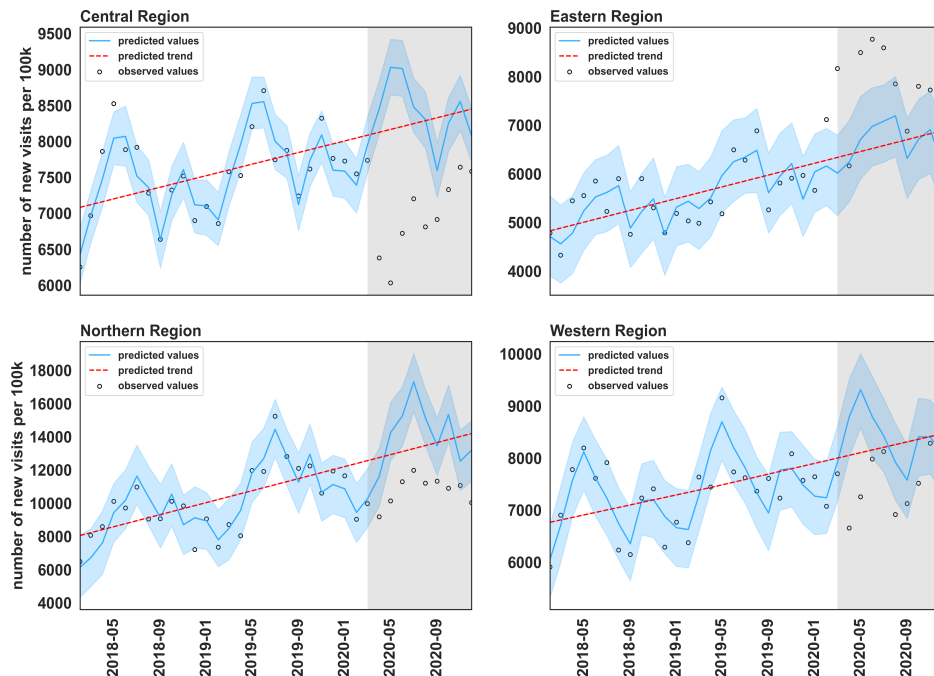 Central Region
number of new visits per 100k
9500
9000
8500
8000
7500
7000
6500
6000
predicted values
predicted trend
observed values
Eastern Region
9000
8000
7000
6000
5000
4000
predicted values
predicted trend
observed values
Northern Region
number of new visits per 100k
18000
16000
14000
12000
10000
8000
6000
4000
predicted values
predicted trend
observed values
2018-05
2018-09
2019-01
2019-05
2019-09
2020-01
2020-05
2020-09
Western Region
10000
9000
8000
7000
6000
predicted values
predicted trend
observed values
2018-05
2018-09
2019-01
2019-05
2019-09
2020-01
2020-05
2020-09